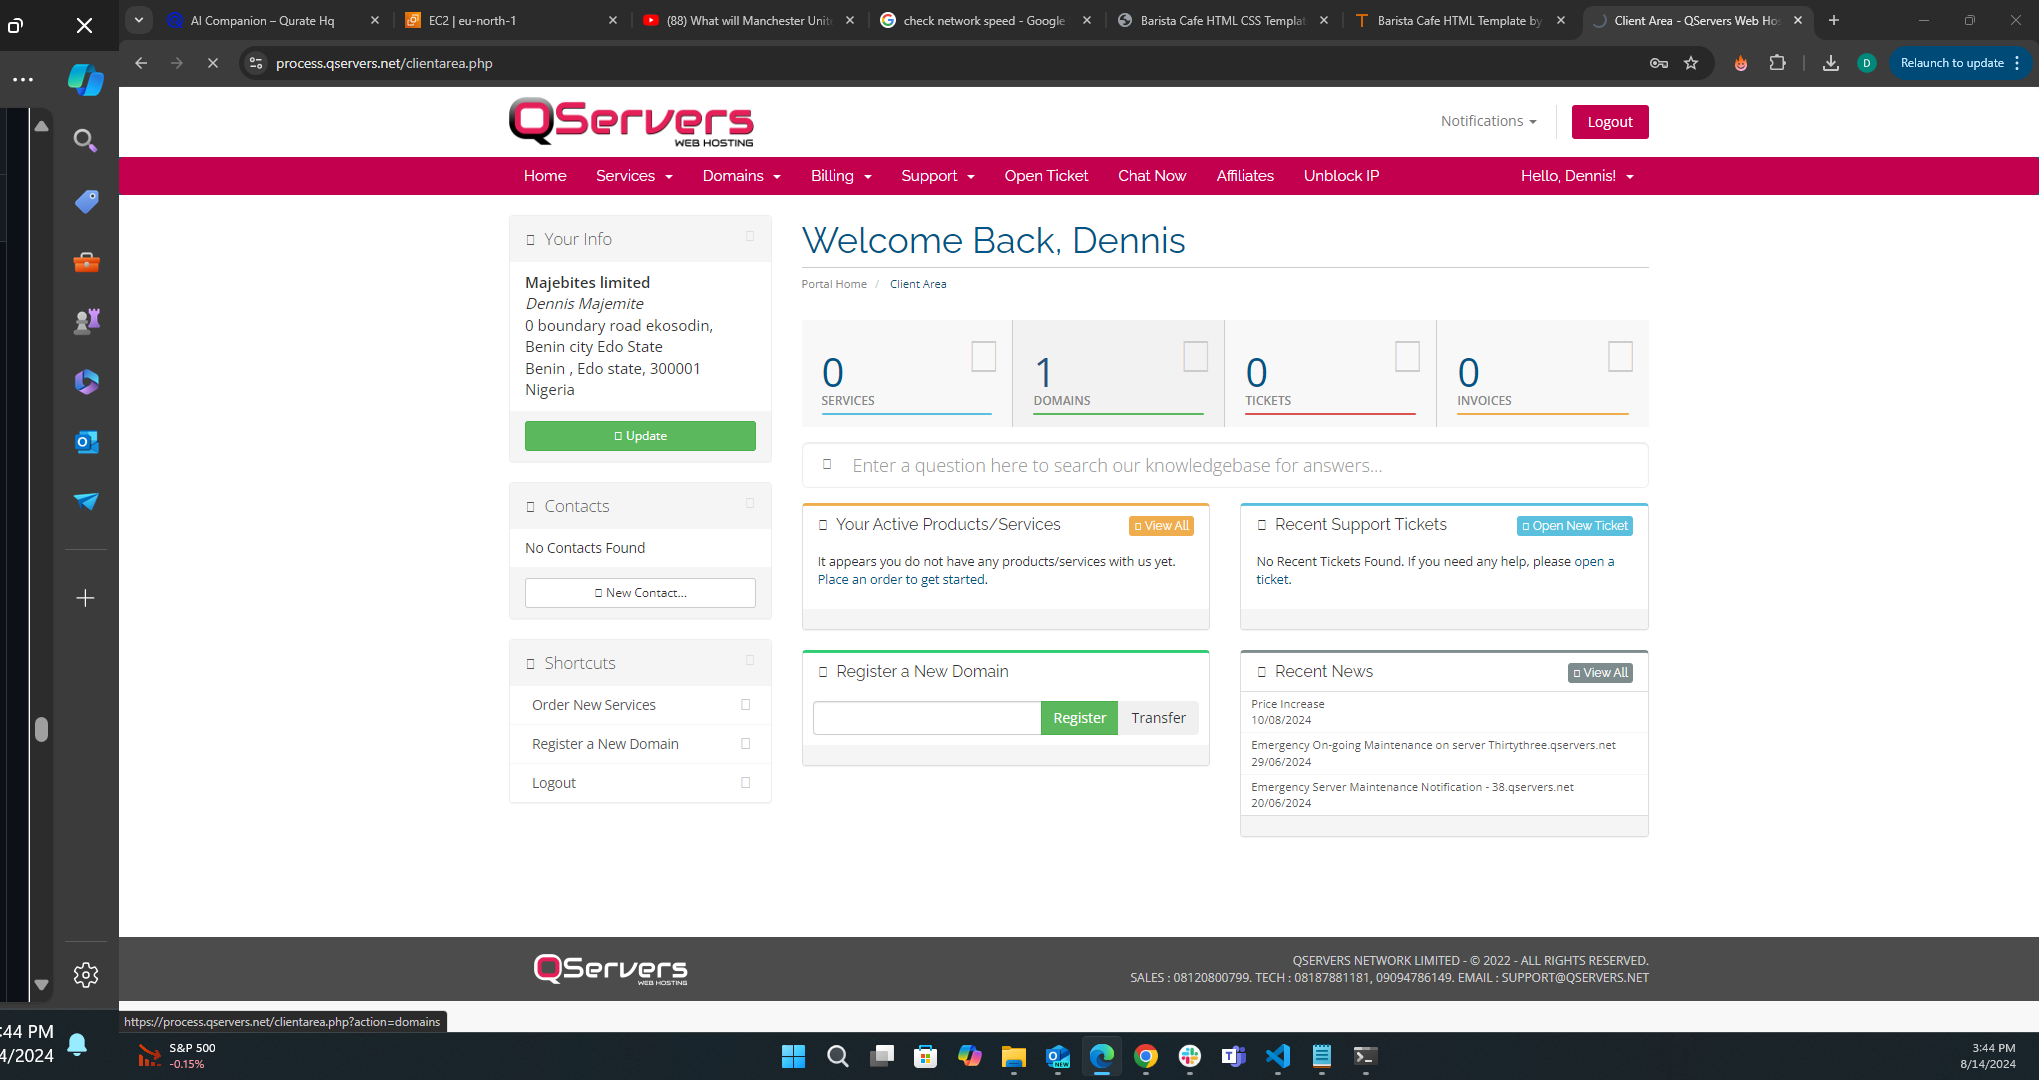 AI Companion – Qurate Hq
EC2 | eu-north-1
(88) What will Manchester Unite
check network speed - Google
Barista Cafe HTML CSS Templat
Barista Cafe HTML Template by
Client Area - QServers Web Hos
process.qservers.net/clientarea.php
D
Relaunch to update
QServers
WEB HOSTING
Notifications
Logout
Home
Services
Domains
Billing
Support
Open Ticket
Chat Now
Affiliates
Unblock IP
Hello, Dennis!
Your Info
Majebites limited
Dennis Majemite
0 boundary road ekosodin,
Benin city Edo State
Benin , Edo state, 300001
Nigeria
Update
Contacts
No Contacts Found
New Contact...
Shortcuts
Order New Services
Register a New Domain
Logout
Welcome Back, Dennis
Portal Home / Client Area
0
SERVICES
1
DOMAINS
0
TICKETS
0
INVOICES
Enter a question here to search our knowledgebase for answers...
Your Active Products/Services
View All
It appears you do not have any products/services with us yet.
Place an order to get started.
Recent Support Tickets
Open New Ticket
No Recent Tickets Found. If you need any help, please open a
ticket.
Register a New Domain
Register
Transfer
Recent News
View All
Price Increase
10/08/2024
Emergency On-going Maintenance on server Thirtythree.qservers.net
29/06/2024
Emergency Server Maintenance Notification - 38.qservers.net
20/06/2024
QServers
WEB HOSTING
QSERVERS NETWORK LIMITED - © 2022 - ALL RIGHTS RESERVED.
SALES : 08120800799. TECH : 08187881181, 09094786149. EMAIL : SUPPORT@QSERVERS.NET
https://process.qservers.net/clientarea.php?action=domains
:44 PM
4/2024
S&P 500
-0.15%
NEW
3:44 PM
8/14/2024